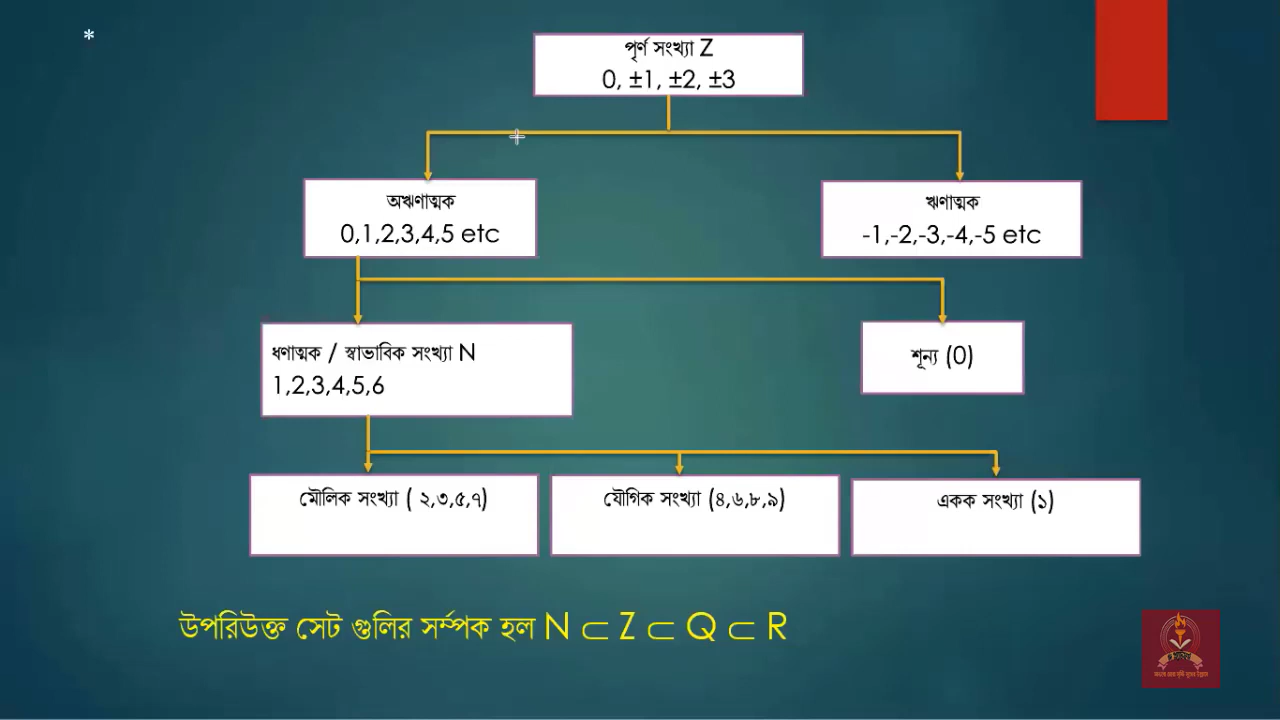 *
পূর্ণ সংখ্যা Z
0, ±1, ±2, ±3
অঋণাত্মক
0,1,2,3,4,5 etc
ঋণাত্মক
-1,-2,-3,-4,-5 etc
ধণাত্মক / স্বাভাবিক সংখ্যা N
1,2,3,4,5,6
শূন্য (0)
মৌলিক সংখ্যা ( ২,৩,৫,৭)
যৌগিক সংখ্যা (৪,৬,৮,৯)
একক সংখ্যা (১)
উপরিউক্ত সেট গুলির সর্ম্পক হল N ⊂ Z ⊂ Q ⊂ R